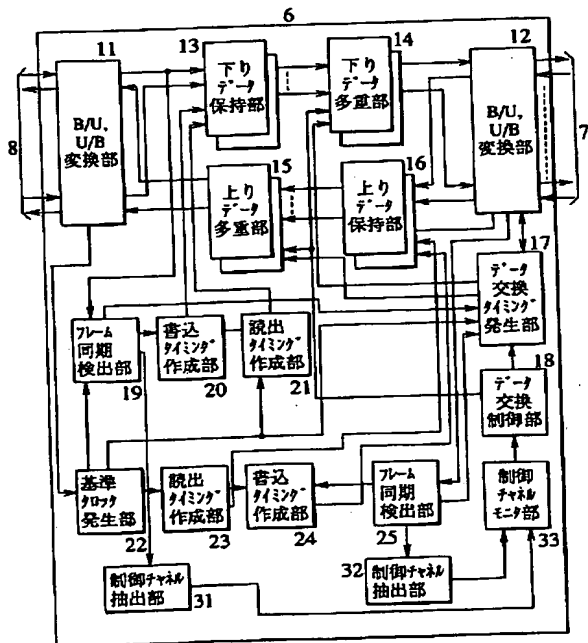 6
11
13
14
12
B/U,
U/B
変換部
下り
データ
保持部
下り
データ
多重部
B/U,
U/B
変換部
8
7
15
16
上り
データ
多重部
上り
データ
保持部
17
データ
交換
タイミング
発生部
フレーム
同期
検出部
19
書込
タイミング
作成部
20
読出
タイミング
作成部
21
18
データ
交換
制御部
基準
クロック
発生部
22
読出
タイミング
作成部
23
書込
タイミング
作成部
24
フレーム
同期
検出部
25
制御
チャネル
モニタ部
33
制御チャネル
抽出部
31
32
制御チャネル
抽出部